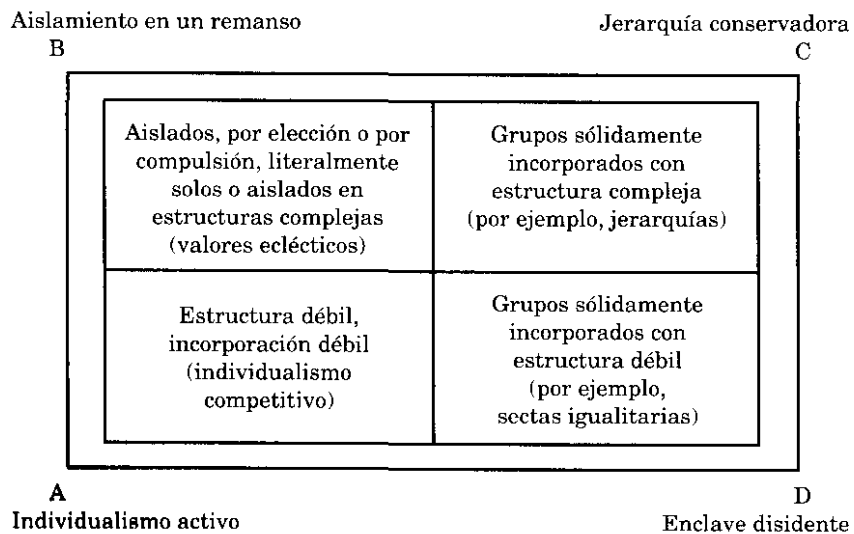 Aislamiento en un remanso
B
Jerarquía conservadora
C
Aislados, por elección o por
compulsión, literalmente
solos o aislados en
estructuras complejas
(valores eclécticos)
Grupos sólidamente
incorporados con
estructura compleja
(por ejemplo, jerarquías)
Estructura débil,
incorporación débil
(individualismo
competitivo)
Grupos sólidamente
incorporados con
estructura débil
(por ejemplo,
sectas igualitarias)
A
Individualismo activo
D
Enclave disidente